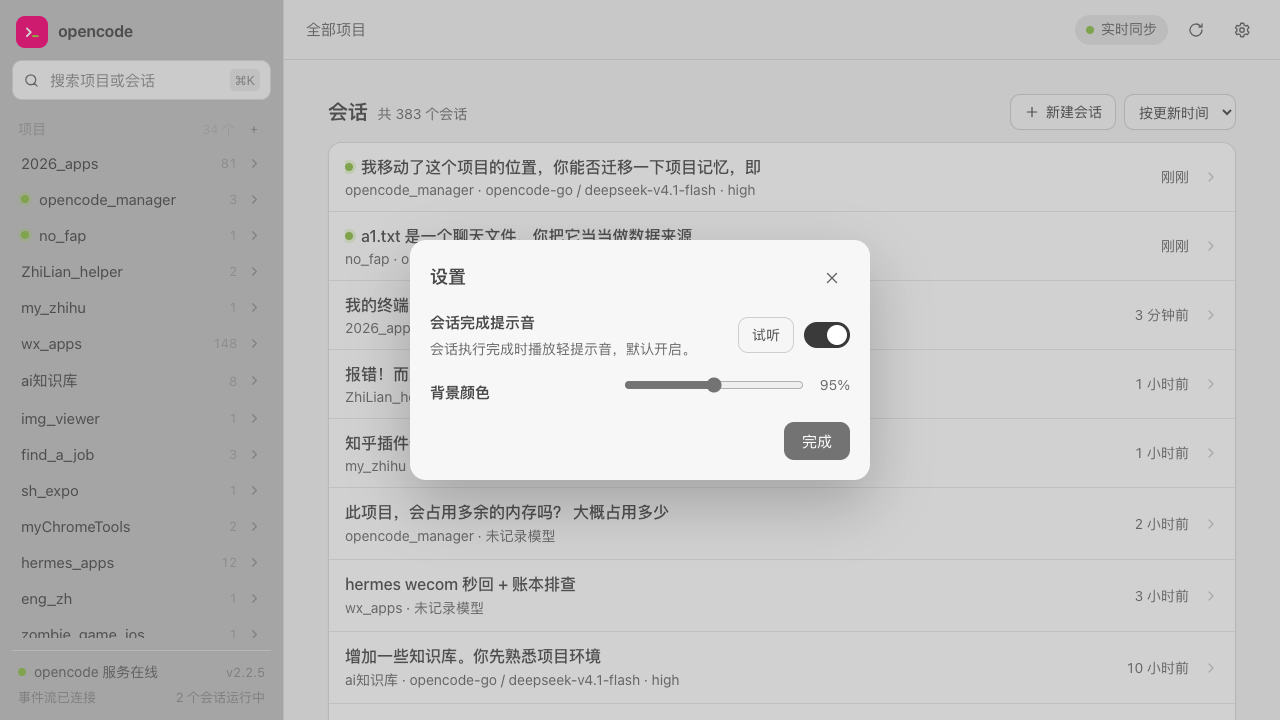 opencode
搜索项目或会话 ⌘K
项目 34 个 +
2026_apps 81
opencode_manager 3
no_fap 1
ZhiLian_helper 2
my_zhihu 1
wx_apps 148
ai知识库 8
img_viewer 1
find_a_job 3
sh_expo 1
myChromeTools 2
hermes_apps 12
eng_zh 1
zombie_game_ios 1
opencode 服务在线 v2.2.5
事件流已连接 2 个会话运行中
全部项目 实时同步
会话 共 383 个会话 + 新建会话 按更新时间
我移动了这个项目的位置，你能否迁移一下项目记忆，即
opencode_manager · opencode-go / deepseek-v4.1-flash · high 刚刚
a1.txt 是一个聊天文件，你把它当当做数据来源
no_fap · o 刚刚
我的终端
2026_app 3 分钟前
报错！而
ZhiLian_he 1 小时前
知乎插件
my_zhihu 1 小时前
此项目，会占用多余的内存吗？ 大概占用多少
opencode_manager · 未记录模型 2 小时前
hermes wecom 秒回 + 账本排查
wx_apps · 未记录模型 3 小时前
增加一些知识库。你先熟悉项目环境
ai知识库 · opencode-go / deepseek-v4.1-flash · high 10 小时前
设置
会话完成提示音
会话执行完成时播放轻提示音，默认开启。 试听
背景颜色 95%
完成